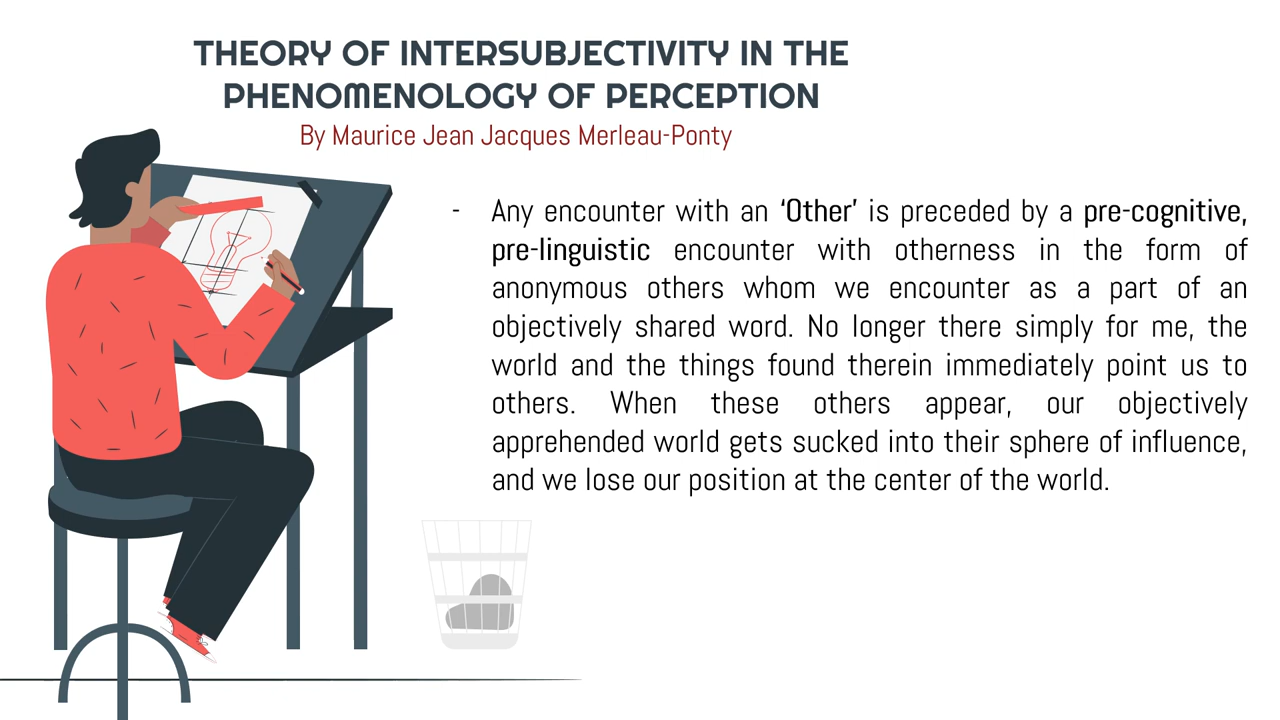 THEORY OF INTERSUBJECTIVITY IN THE
PHENOMENOLOGY OF PERCEPTION
By Maurice Jean Jacques Merleau-Ponty
- Any encounter with an ‘Other’ is preceded by a pre-cognitive,
pre-linguistic encounter with otherness in the form of
anonymous others whom we encounter as a part of an
objectively shared word. No longer there simply for me, the
world and the things found therein immediately point us to
others. When these others appear, our objectively
apprehended world gets sucked into their sphere of influence,
and we lose our position at the center of the world.